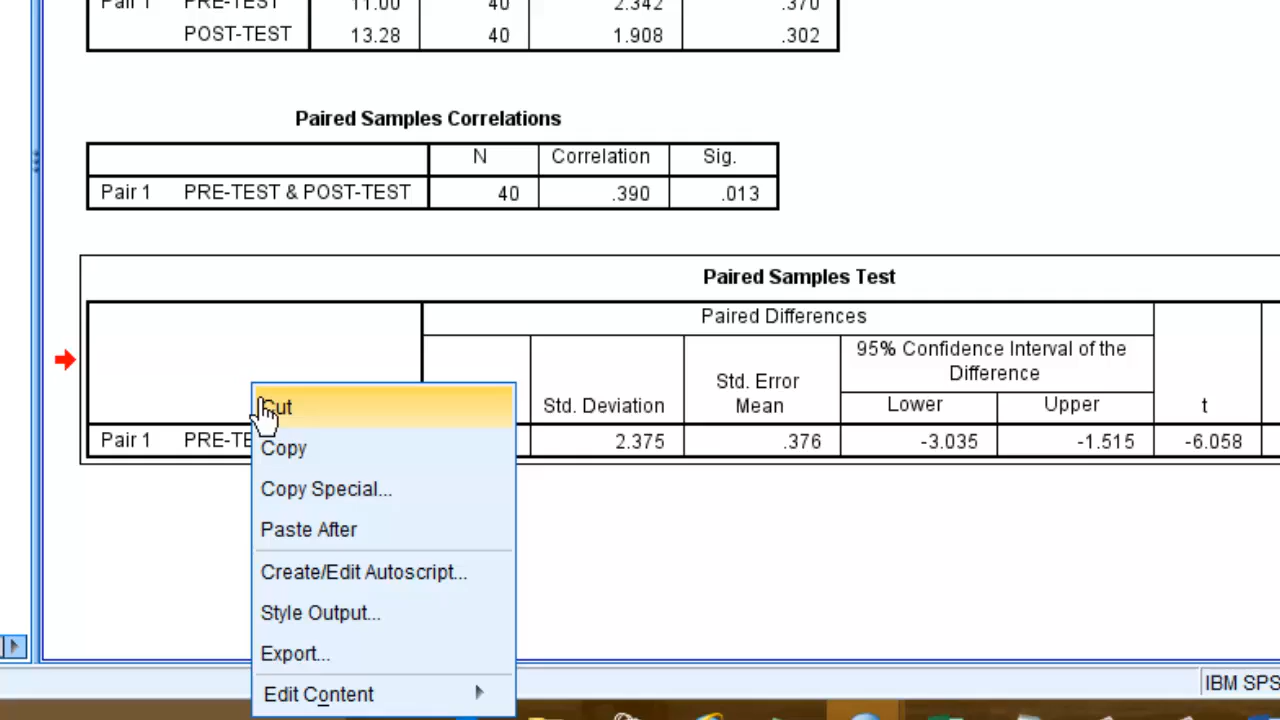 Pair 1 PRE-TEST 11.00 40 2.342 .370
POST-TEST 13.28 40 1.908 .302
Paired Samples Correlations
N Correlation Sig.
Pair 1 PRE-TEST & POST-TEST 40 .390 .013
Paired Samples Test
Paired Differences
95% Confidence Interval of the
Difference
Std. Deviation
Std. Error
Mean
Lower Upper t
Pair 1 2.375 .376 -3.035 -1.515 -6.058
Cut
Copy
Copy Special...
Paste After
Create/Edit Autoscript...
Style Output...
Export...
Edit Content
IBM